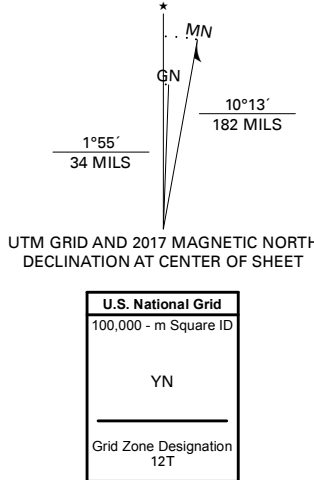 ★
MN
GN
10°13´
182 MILS
1°55´
34 MILS
UTM GRID AND 2017 MAGNETIC NORTH
DECLINATION AT CENTER OF SHEET
U.S. National Grid
100,000 - m Square ID
YN
Grid Zone Designation
12T